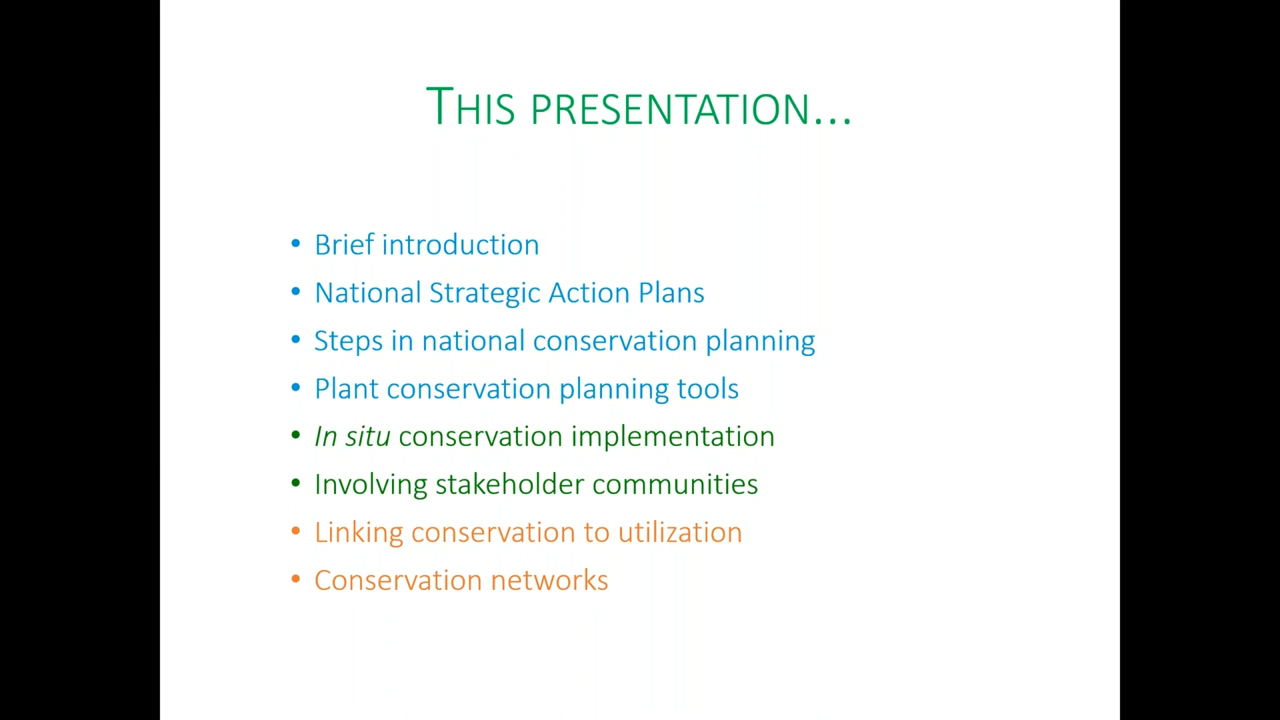 THIS PRESENTATION...
• Brief introduction
• National Strategic Action Plans
• Steps in national conservation planning
• Plant conservation planning tools
• In situ conservation implementation
• Involving stakeholder communities
• Linking conservation to utilization
• Conservation networks